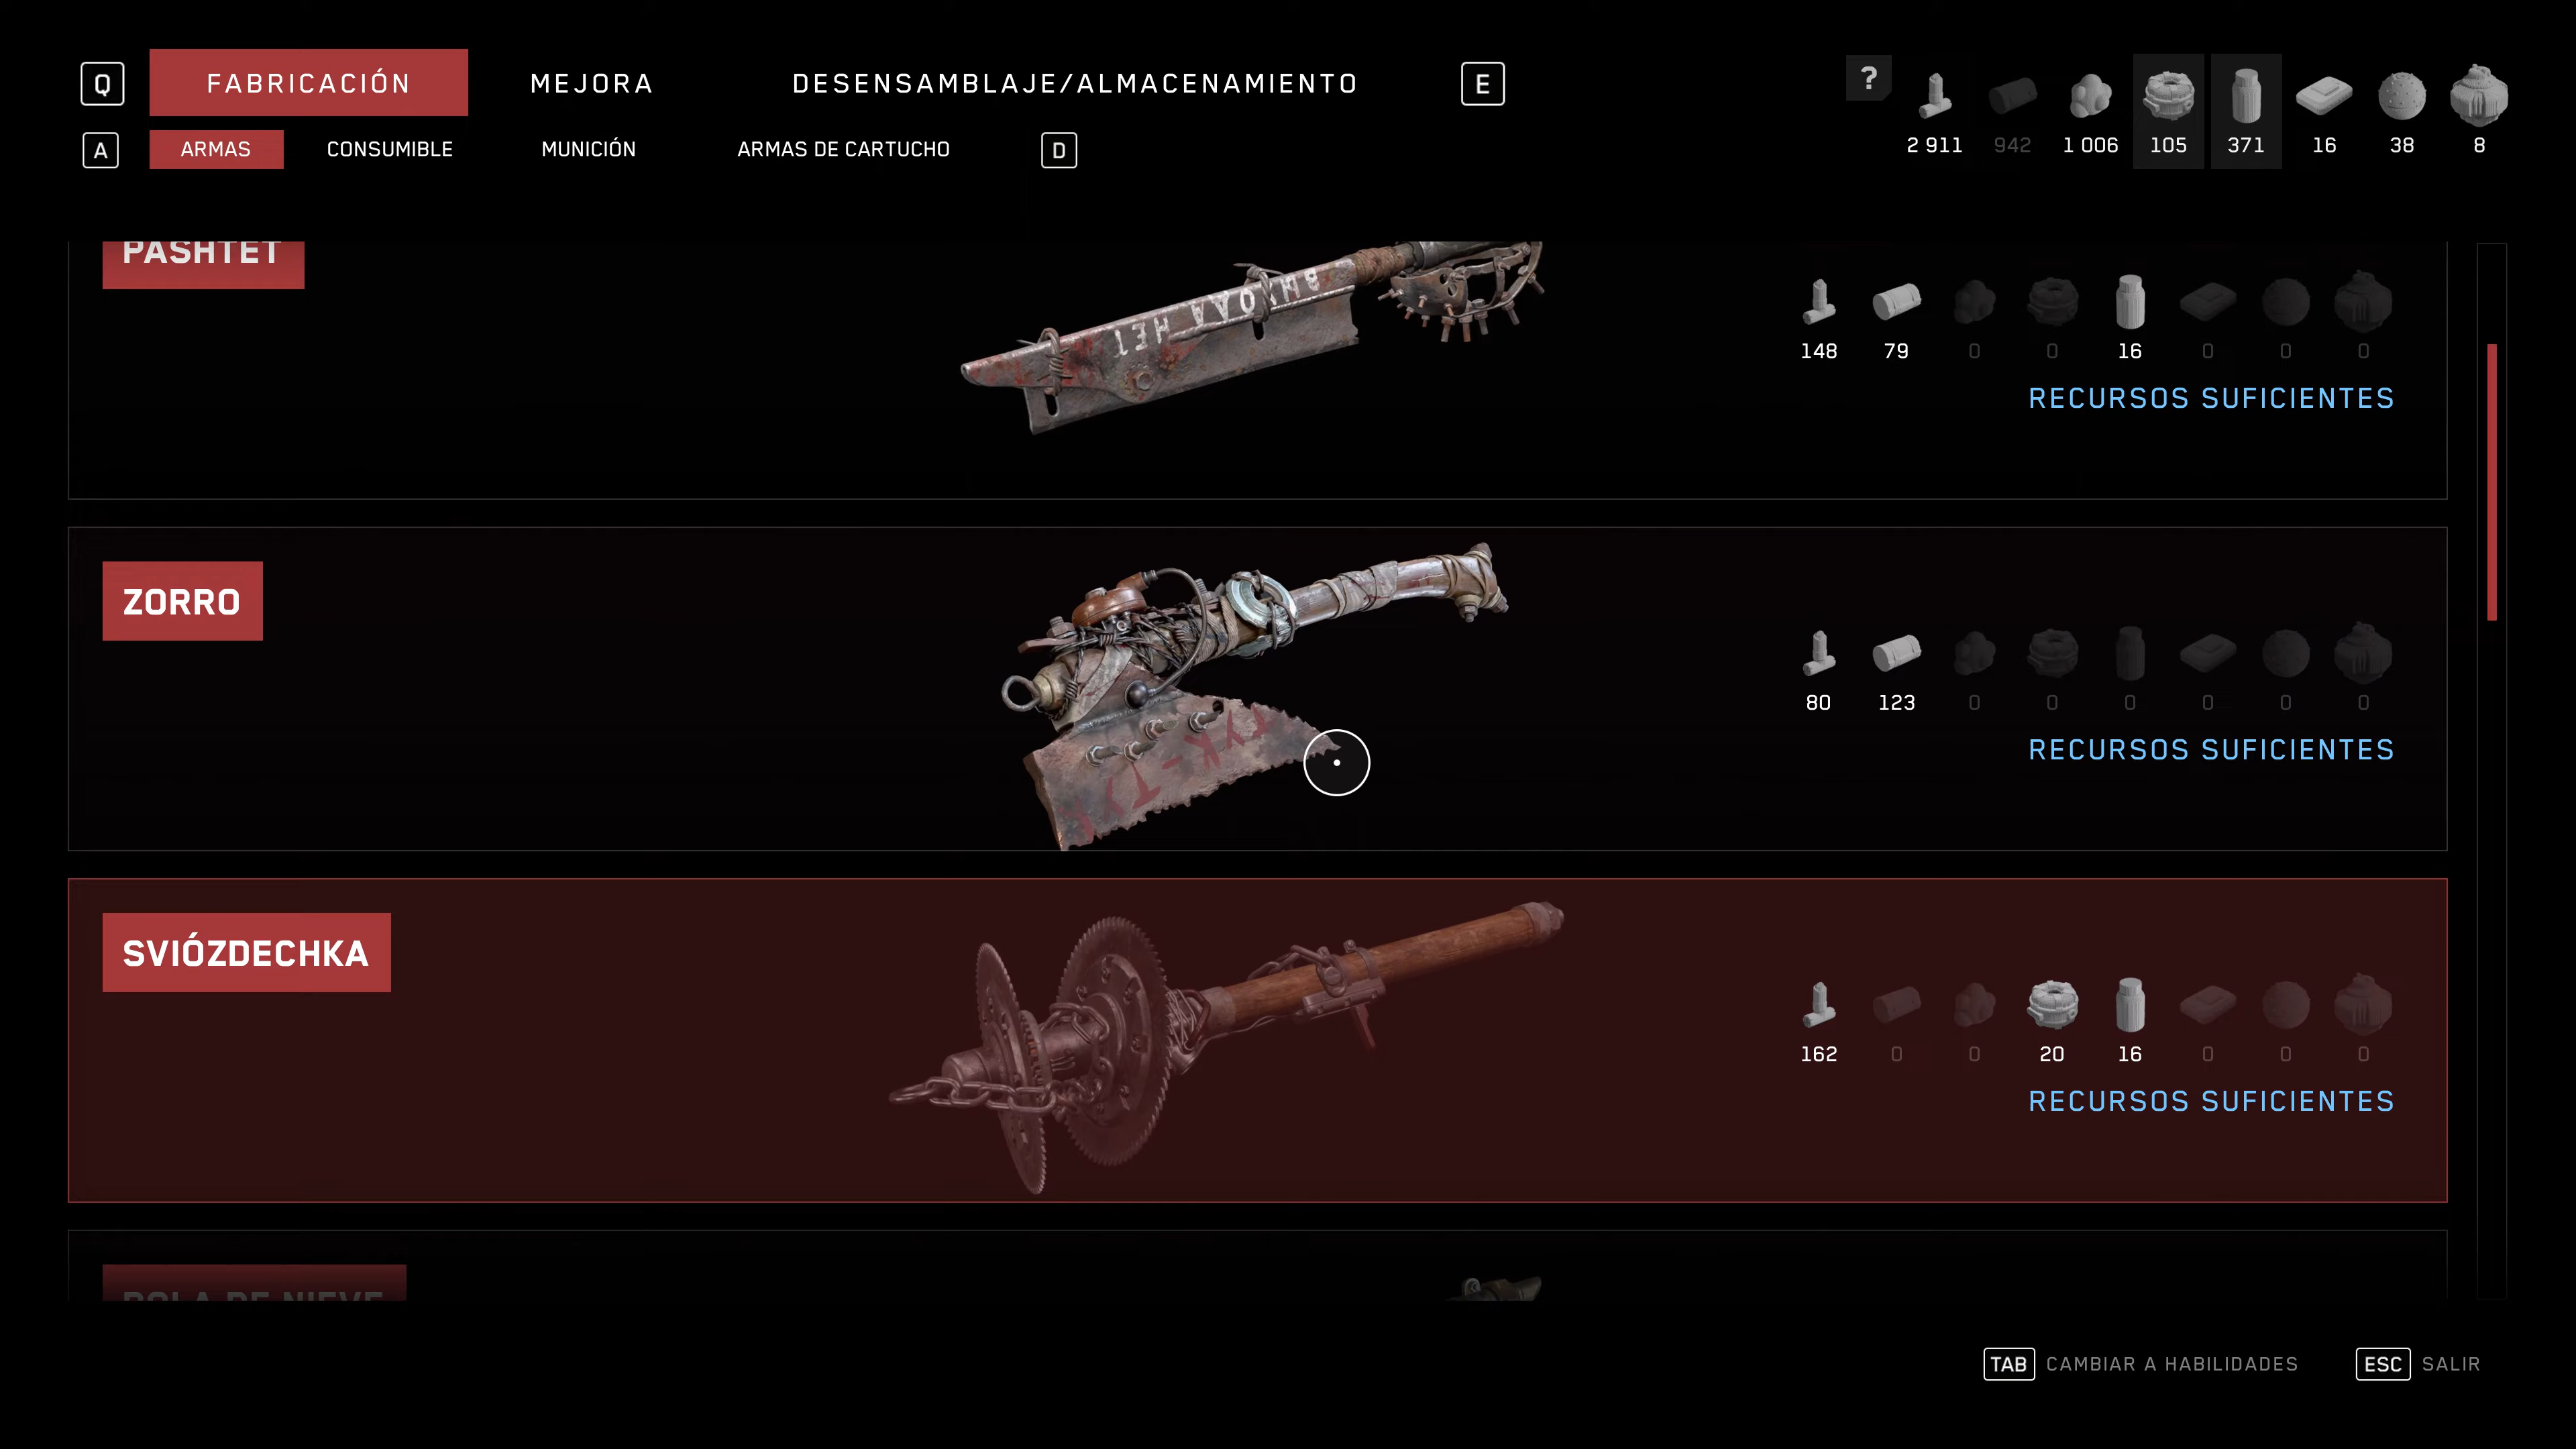 Q FABRICACIÓN MEJORA DESENSAMBLAJE/ALMACENAMIENTO E
?
2 911 942 1 006 105 371 16 38 8
A ARMAS CONSUMIBLE MUNICIÓN ARMAS DE CARTUCHO D
PASHTET
148 79 0 0 16 0 0 0
RECURSOS SUFICIENTES
ZORRO
80 123 0 0 0 0 0 0
RECURSOS SUFICIENTES
SVIÓZDECHKA
162 0 0 20 16 0 0 0
RECURSOS SUFICIENTES
BOLA DE NIEVE
TAB CAMBIAR A HABILIDADES ESC SALIR